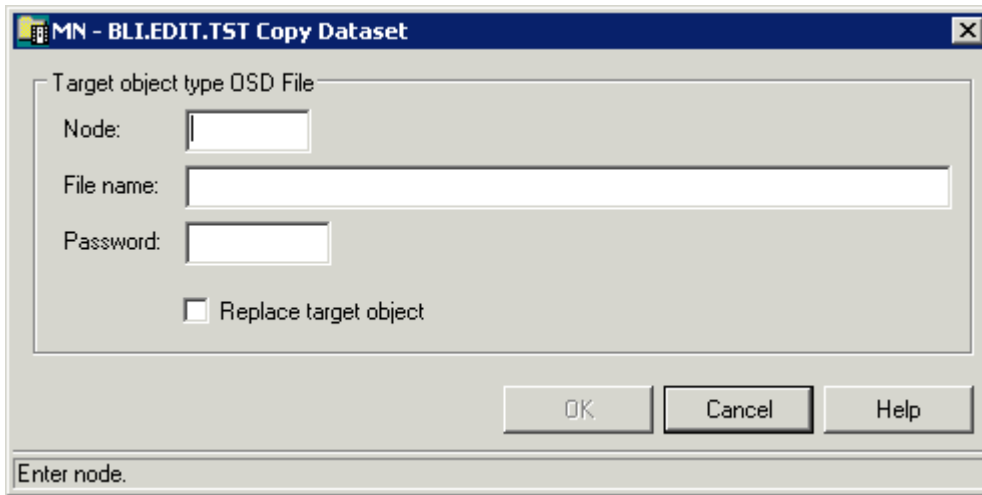 MN - BLI.EDIT.TST Copy Dataset
Target object type OSD File
Node:
File name:
Password:
Replace target object
OK Cancel Help
Enter node.